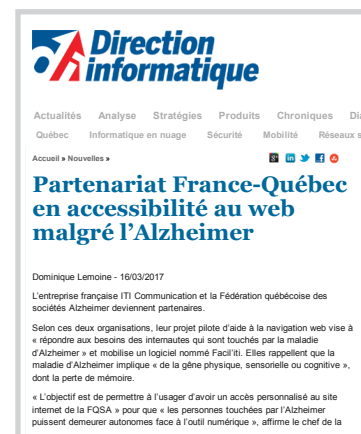 Direction
informatique
Actualités Analyse Stratégies Produits Chroniques
Québec Informatique en nuage Sécurité Mobilité
Accueil » Nouvelles »
Partenariat France-Québec
en accessibilité au web
malgré l'Alzheimer
Dominique Lemoine - 16/03/2017
L'entreprise française ITI Communication et la Fédération québécoise des
sociétés Alzheimer deviennent partenaires.
Selon ces deux organisations, leur projet pilote d'aide à la navigation web vise à
« répondre aux besoins des internautes qui sont touchés par la maladie
d'Alzheimer » et mobilise un logiciel nommé Facil'iti. Elles rappellent que la
maladie d'Alzheimer implique « de la gêne physique, sensorielle ou cognitive »,
dont la perte de mémoire.
« L'objectif est de permettre à l'usager d'avoir un accès personnalisé au site
internet de la FQSA » pour que « les personnes touchées par l'Alzheimer
puissent demeurer autonomes face à l'outil numérique », affirme le chef de la